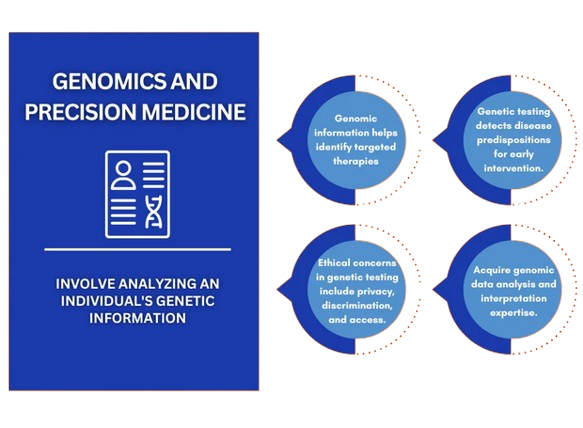 GENOMICS AND
PRECISION MEDICINE
INVOLVE ANALYZING AN
INDIVIDUAL'S GENETIC
INFORMATION
Genomic
information helps
identify targeted
therapies
Genetic testing
detects disease
predispositions
for early
intervention.
Ethical concerns
in genetic testing
include privacy,
discrimination,
and access.
Acquire genomic
data analysis and
interpretation
expertise.